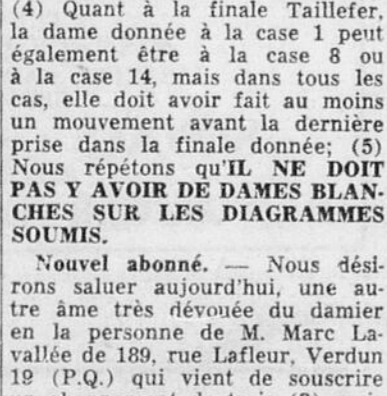 (4) Quant à la finale Taillefer,
la dame donnée à la case 1 peut
également être à la case 8 ou
à la case 14, mais dans tous les
cas, elle doit avoir fait au moins
un mouvement avant la dernière
prise dans la finale donnée; (5)
Nous répétons qu'IL NE DOIT
PAS Y AVOIR DE DAMES BLAN-
CHES SUR LES DIAGRAMMES
SOUMIS.
Nouvel abonné. — Nous dési-
rons saluer aujourd'hui, une au-
tre âme très dévouée du damier
en la personne de M. Marc La-
vallée de 189, rue Lafleur, Verdun
19 (P.Q.) qui vient de souscrire